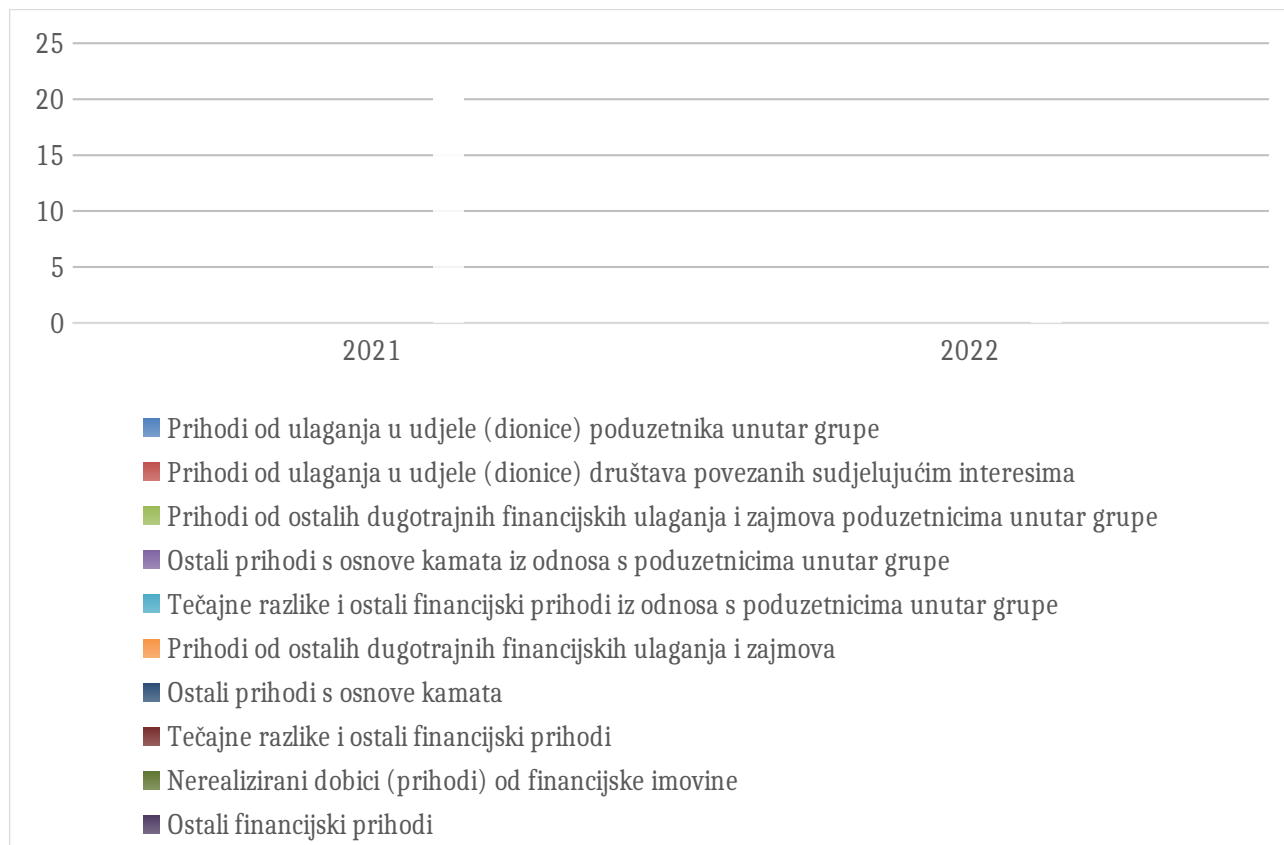 25
20
15
10
5
0
2021 2022
Prihodi od ulaganja u udjele (dionice) poduzetnika unutar grupe
Prihodi od ulaganja u udjele (dionice) društava povezanih sudjelujućim interesima
Prihodi od ostalih dugotrajnih financijskih ulaganja i zajmova poduzetnicima unutar grupe
Ostali prihodi s osnove kamata iz odnosa s poduzetnicima unutar grupe
Tečajne razlike i ostali financijski prihodi iz odnosa s poduzetnicima unutar grupe
Prihodi od ostalih dugotrajnih financijskih ulaganja i zajmova
Ostali prihodi s osnove kamata
Tečajne razlike i ostali financijski prihodi
Nerealizirani dobici (prihodi) od financijske imovine
Ostali financijski prihodi